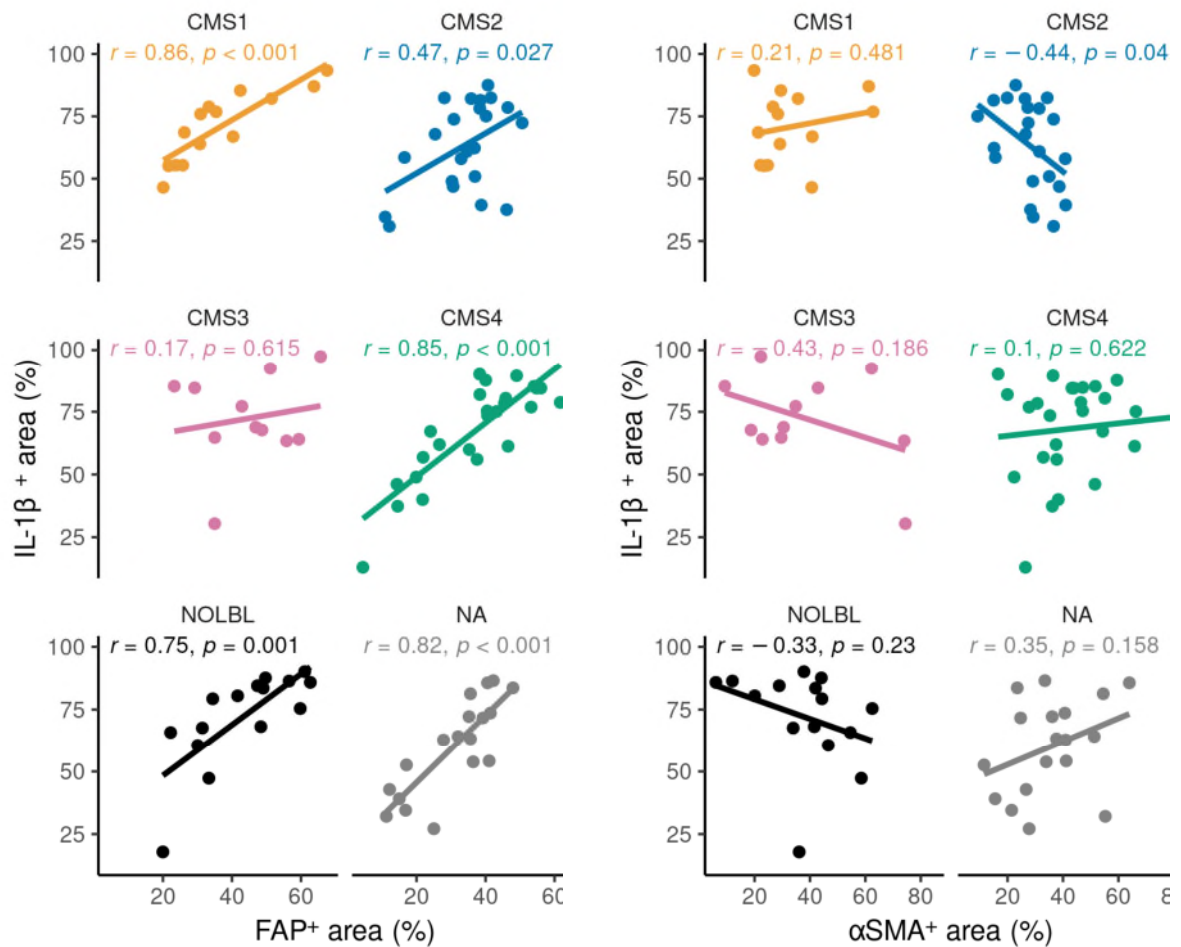 CMS1
CMS2
CMS1
CMS2
100
75
50
25
r = 0.86, p < 0.001
r = 0.47, p = 0.027
100
75
50
25
r = 0.21, p = 0.481
r = −0.44, p = 0.04
CMS3
CMS4
CMS3
CMS4
IL-1β + area (%)
100
75
50
25
r = 0.17, p = 0.615
r = 0.85, p < 0.001
IL-1β + area (%)
100
75
50
25
r = −0.43, p = 0.186
r = 0.1, p = 0.622
NOLBL
NA
NOLBL
NA
100
75
50
25
r = 0.75, p = 0.001
r = 0.82, p < 0.001
100
75
50
25
r = −0.33, p = 0.23
r = 0.35, p = 0.158
20 40 60
20 40 60
20 40 60 80
20 40 60 8
FAP+ area (%)
αSMA+ area (%)